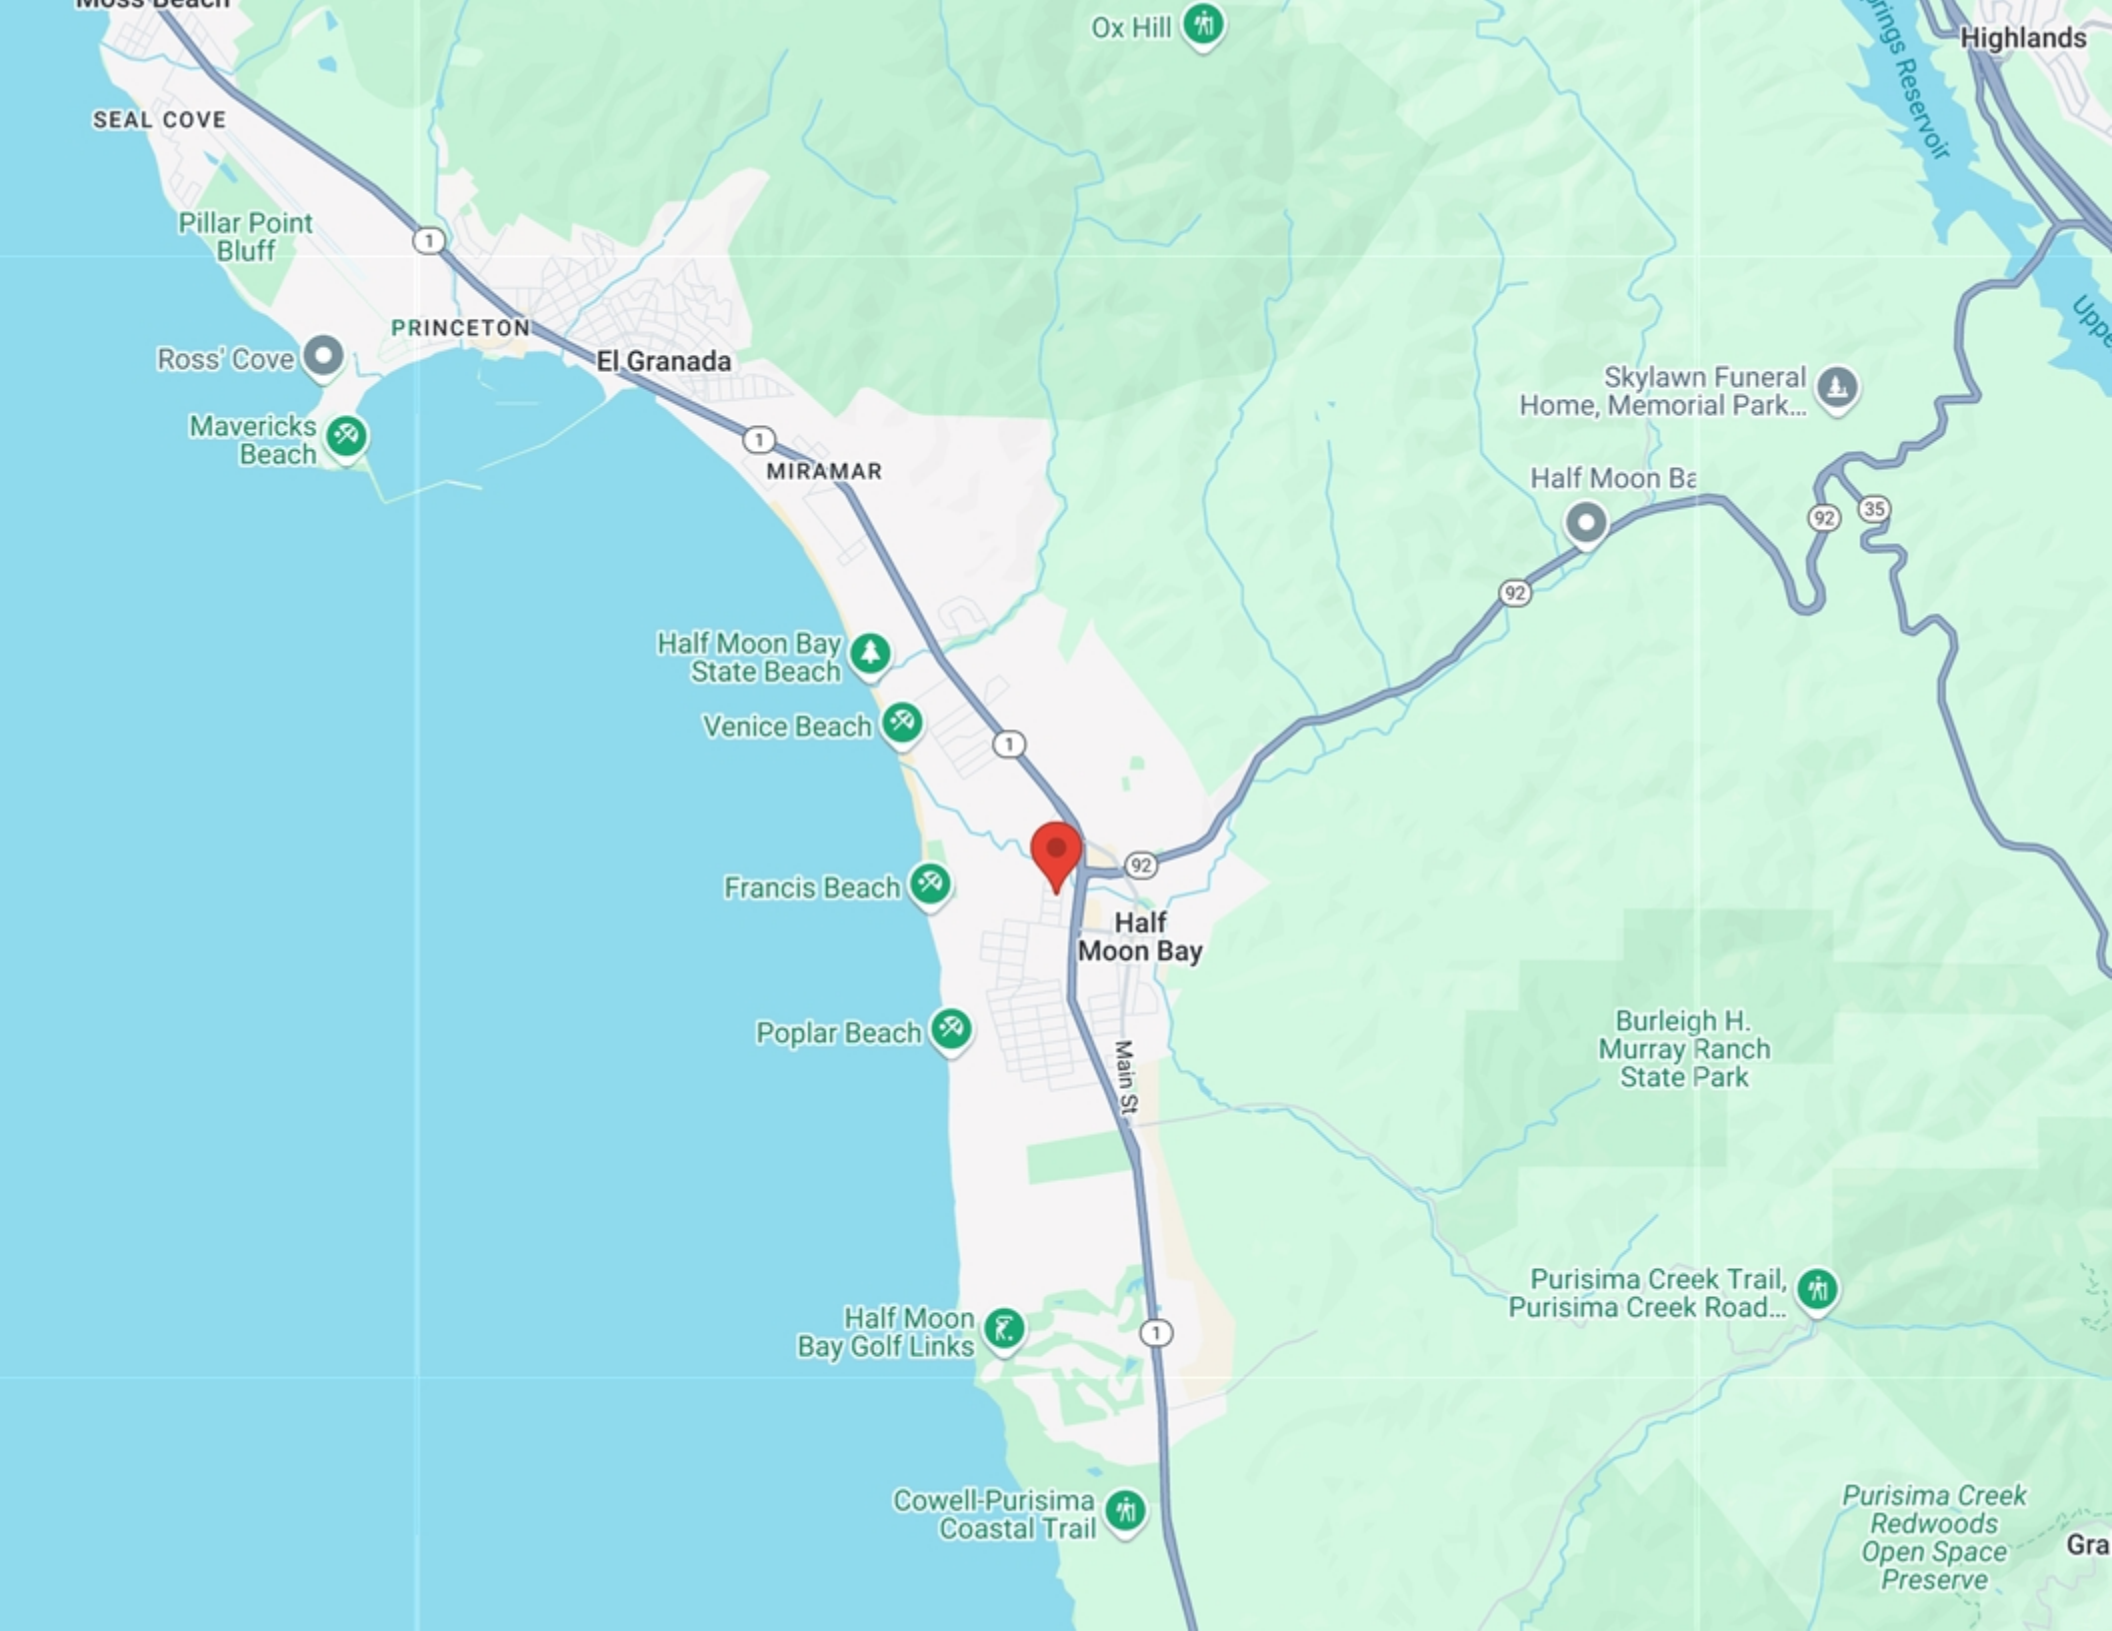 Moss Beach
Ox Hill
Highlands
rings Reservoir
SEAL COVE
Pillar Point
Bluff
1
PRINCETON
Ross' Cove
El Granada
Uppe
Skylawn Funeral
Home, Memorial Park...
Mavericks
Beach
1
MIRAMAR
Half Moon Ba
92
35
92
Half Moon Bay
State Beach
Venice Beach
1
92
Francis Beach
Half
Moon Bay
Poplar Beach
Main St
Burleigh H.
Murray Ranch
State Park
Purisima Creek Trail,
Purisima Creek Road...
Half Moon
Bay Golf Links
1
Cowell-Purisima
Coastal Trail
Purisima Creek
Redwoods
Open Space
Preserve
Gra